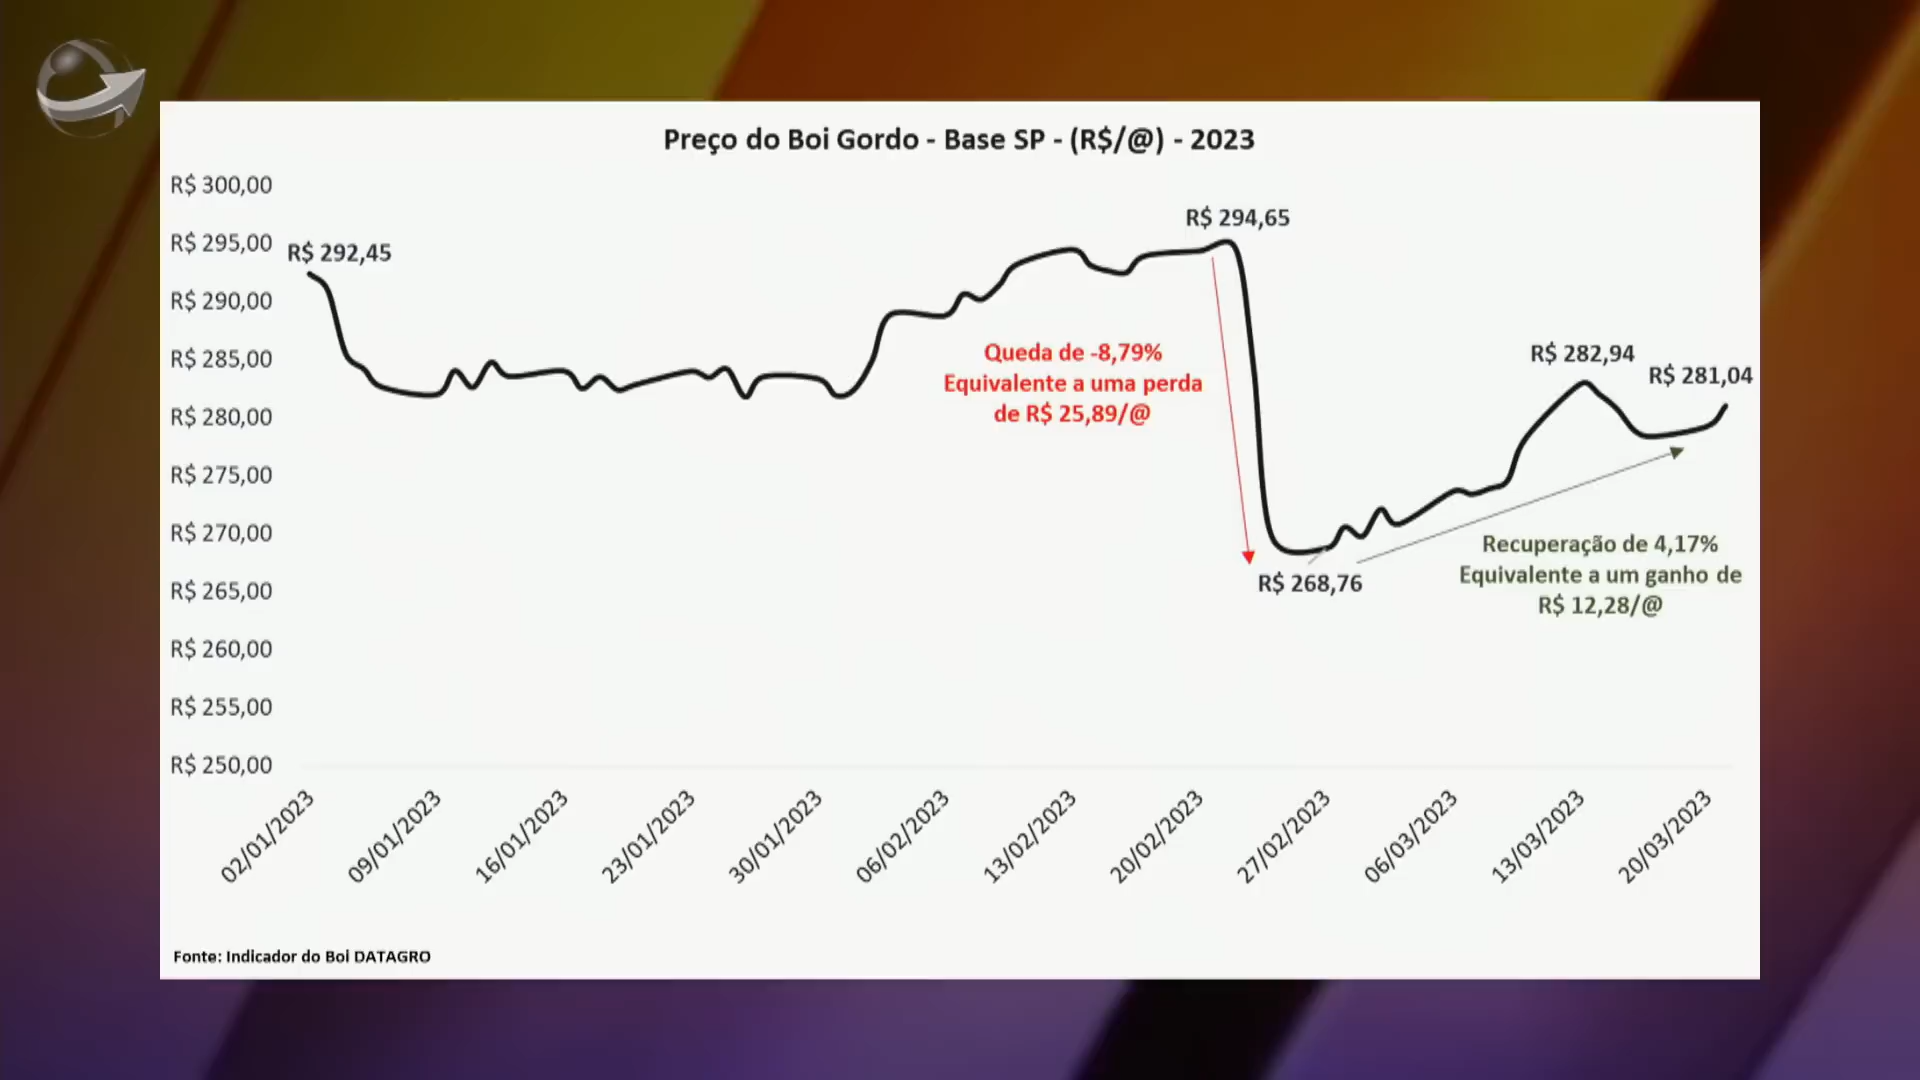 Preço do Boi Gordo - Base SP - (R$/@) - 2023
R$ 300,00
R$ 295,00
R$ 290,00
R$ 285,00
R$ 280,00
R$ 275,00
R$ 270,00
R$ 265,00
R$ 260,00
R$ 255,00
R$ 250,00
R$ 292,45
R$ 294,65
Queda de -8,79%
Equivalente a uma perda
de R$ 25,89/@
R$ 268,76
R$ 282,94
R$ 281,04
Recuperação de 4,17%
Equivalente a um ganho de
R$ 12,28/@
02/01/2023
09/01/2023
16/01/2023
23/01/2023
30/01/2023
06/02/2023
13/02/2023
20/02/2023
27/02/2023
06/03/2023
13/03/2023
20/03/2023
Fonte: Indicador do Boi DATAGRO